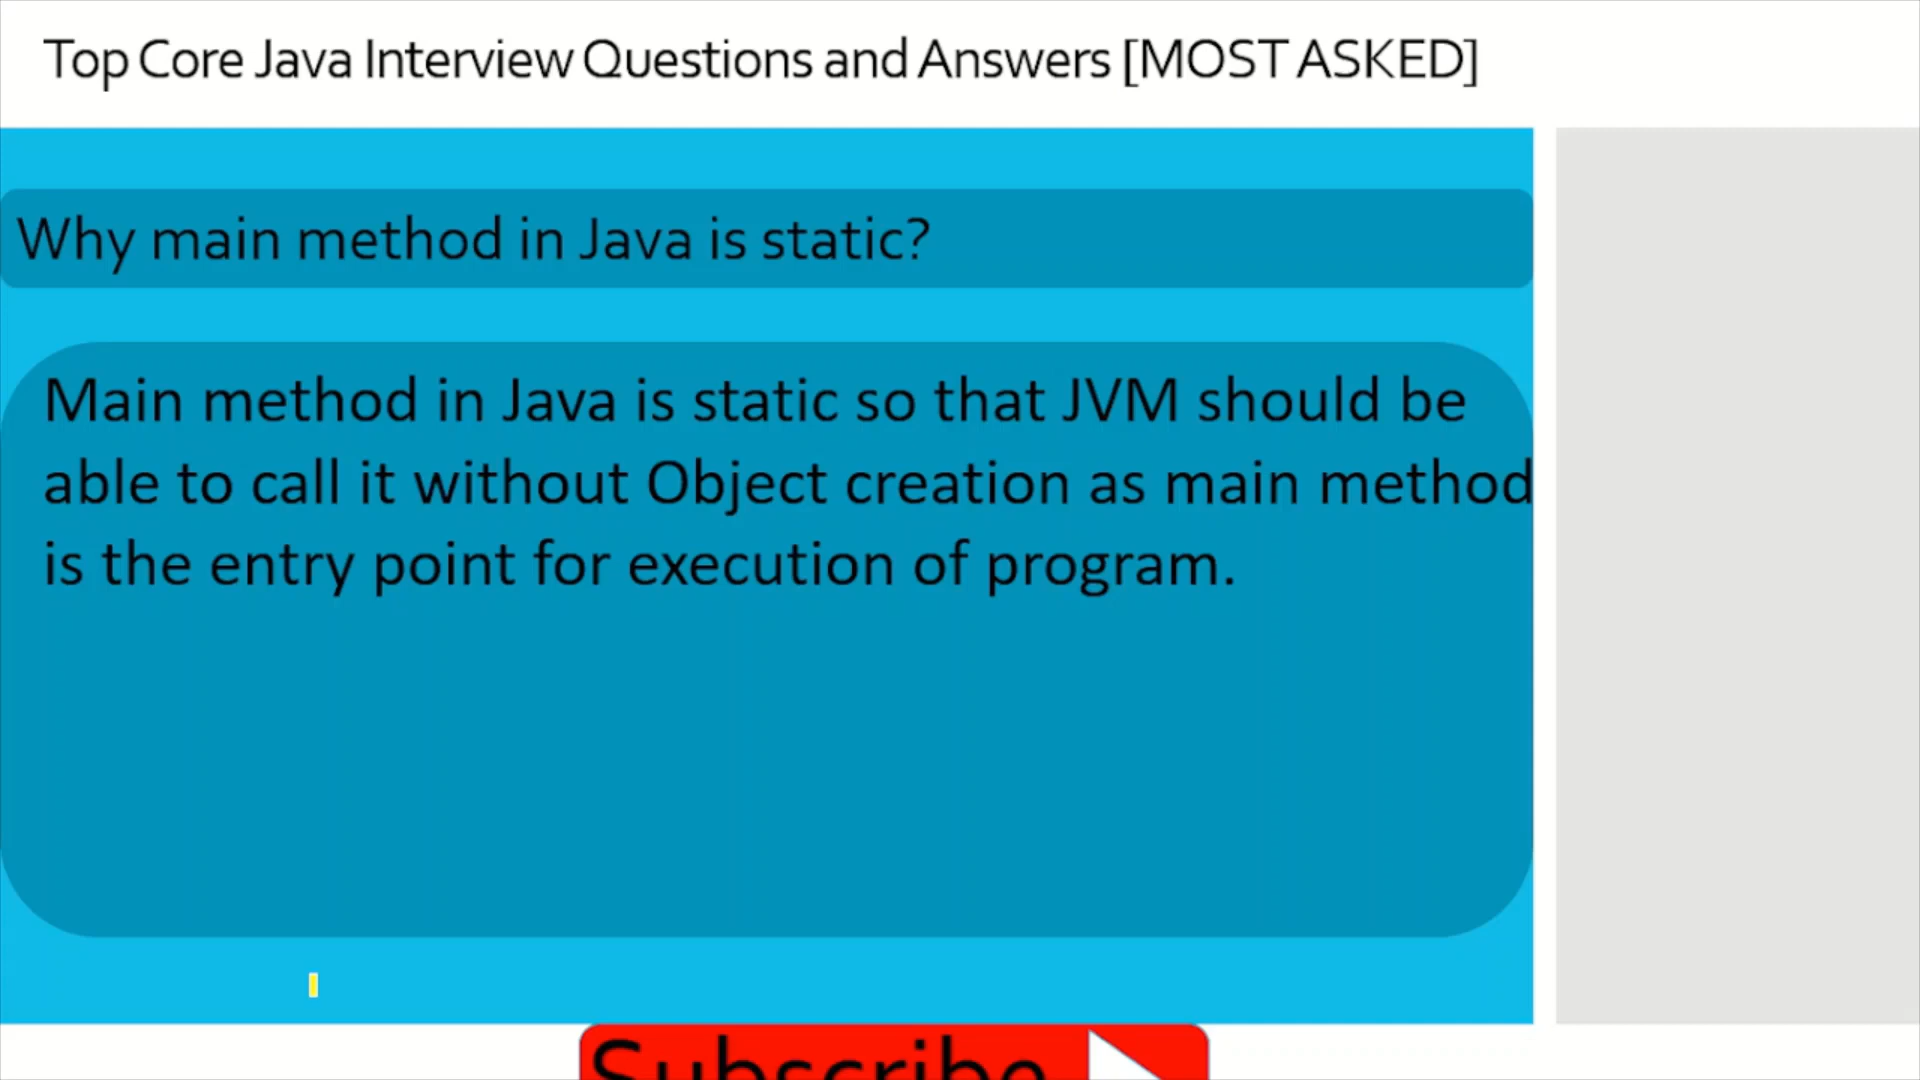 Top Core Java Interview Questions and Answers [MOST ASKED]
Why main method in Java is static?
Main method in Java is static so that JVM should be
able to call it without Object creation as main method
is the entry point for execution of program.
Subscribe